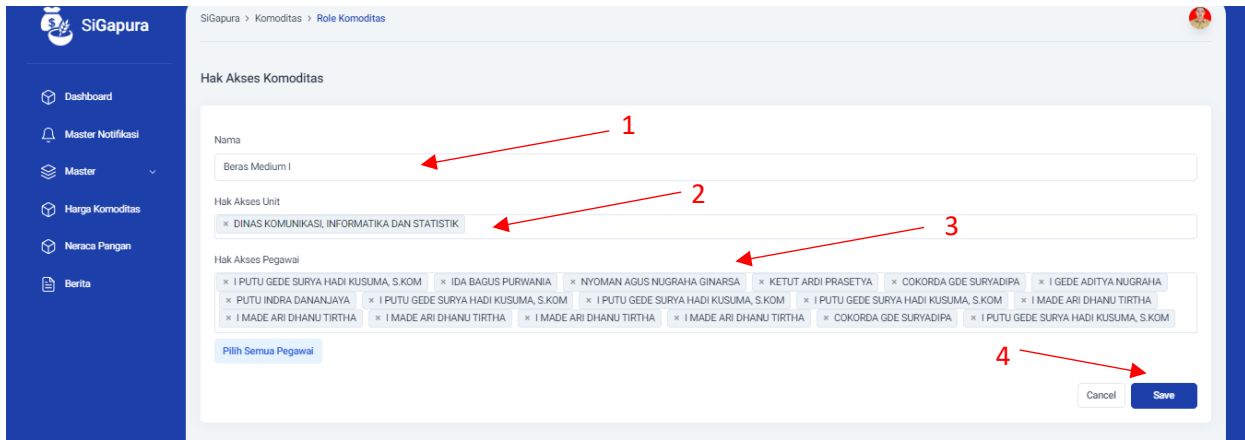 SiGapura
SiGapura > Komoditas > Role Komoditas
Dashboard
Master Notifikasi
Master
Harga Komoditas
Neraca Pangan
Berita
Hak Akses Komoditas
1
Nama
Beras Medium I
2
Hak Akses Unit
× DINAS KOMUNIKASI, INFORMATIKA DAN STATISTIK
3
Hak Akses Pegawai
× I PUTU GEDE SURYA HADI KUSUMA, S.KOM × IDA BAGUS PURWANIA × NYOMAN AGUS NUGRAHA GINARSA × KETUT ARDI PRASETYA × COKORDA GDE SURYADIPA × I GEDE ADITYA NUGRAHA
× PUTU INDRA DANANJAYA × I PUTU GEDE SURYA HADI KUSUMA, S.KOM × I PUTU GEDE SURYA HADI KUSUMA, S.KOM × I PUTU GEDE SURYA HADI KUSUMA, S.KOM × I MADE ARI DHANU TIRTHA
× I MADE ARI DHANU TIRTHA × I MADE ARI DHANU TIRTHA × I MADE ARI DHANU TIRTHA × I MADE ARI DHANU TIRTHA × COKORDA GDE SURYADIPA × I PUTU GEDE SURYA HADI KUSUMA, S.KOM
Pilih Semua Pegawai
4
Cancel Save